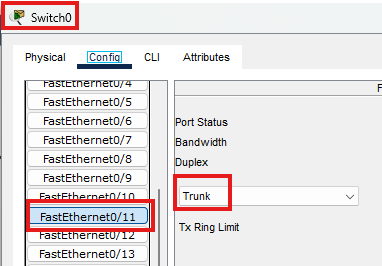 Switch0
Physical Config CLI Attributes
FastEthernet0/4
FastEthernet0/5
FastEthernet0/6
FastEthernet0/7
FastEthernet0/8
FastEthernet0/9
FastEthernet0/10
FastEthernet0/11
FastEthernet0/12
FastEthernet0/13
F
Port Status
Bandwidth
Duplex
Trunk
Tx Ring Limit